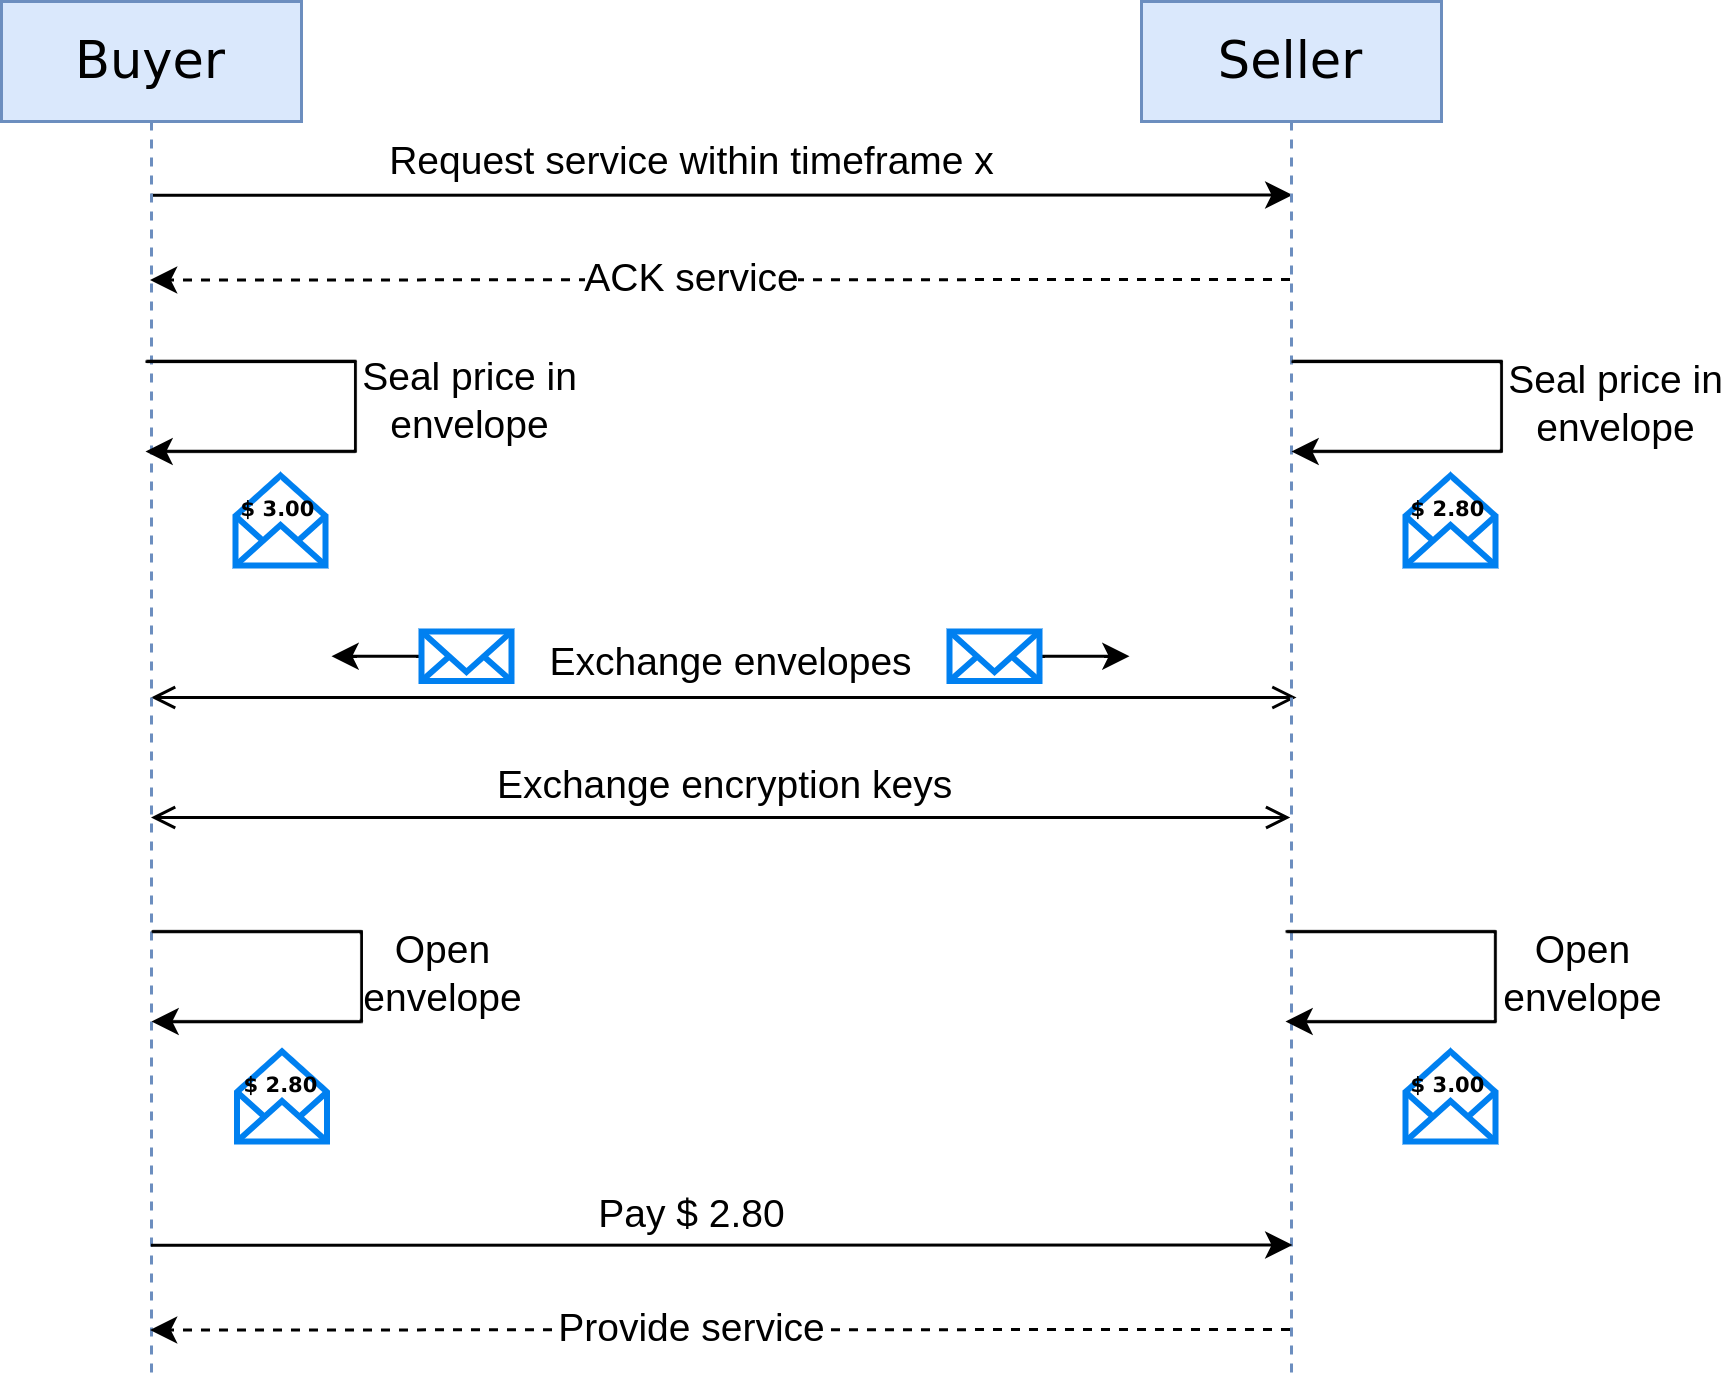 Buyer
Seller
Request service within timeframe x
ACK service
Seal price in
envelope
Seal price in
envelope
$ 3.00
$ 2.80
Exchange envelopes
Exchange encryption keys
Open
envelope
Open
envelope
$ 2.80
$ 3.00
Pay $ 2.80
Provide service